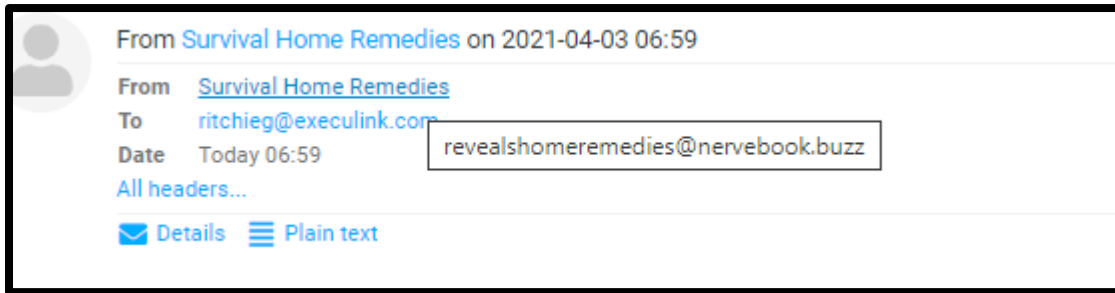 From Survival Home Remedies on 2021-04-03 06:59
From Survival Home Remedies
To ritchieg@execulink.com
revealshomeremedies@nervebook.buzz
Date Today 06:59
All headers...
Details Plain text